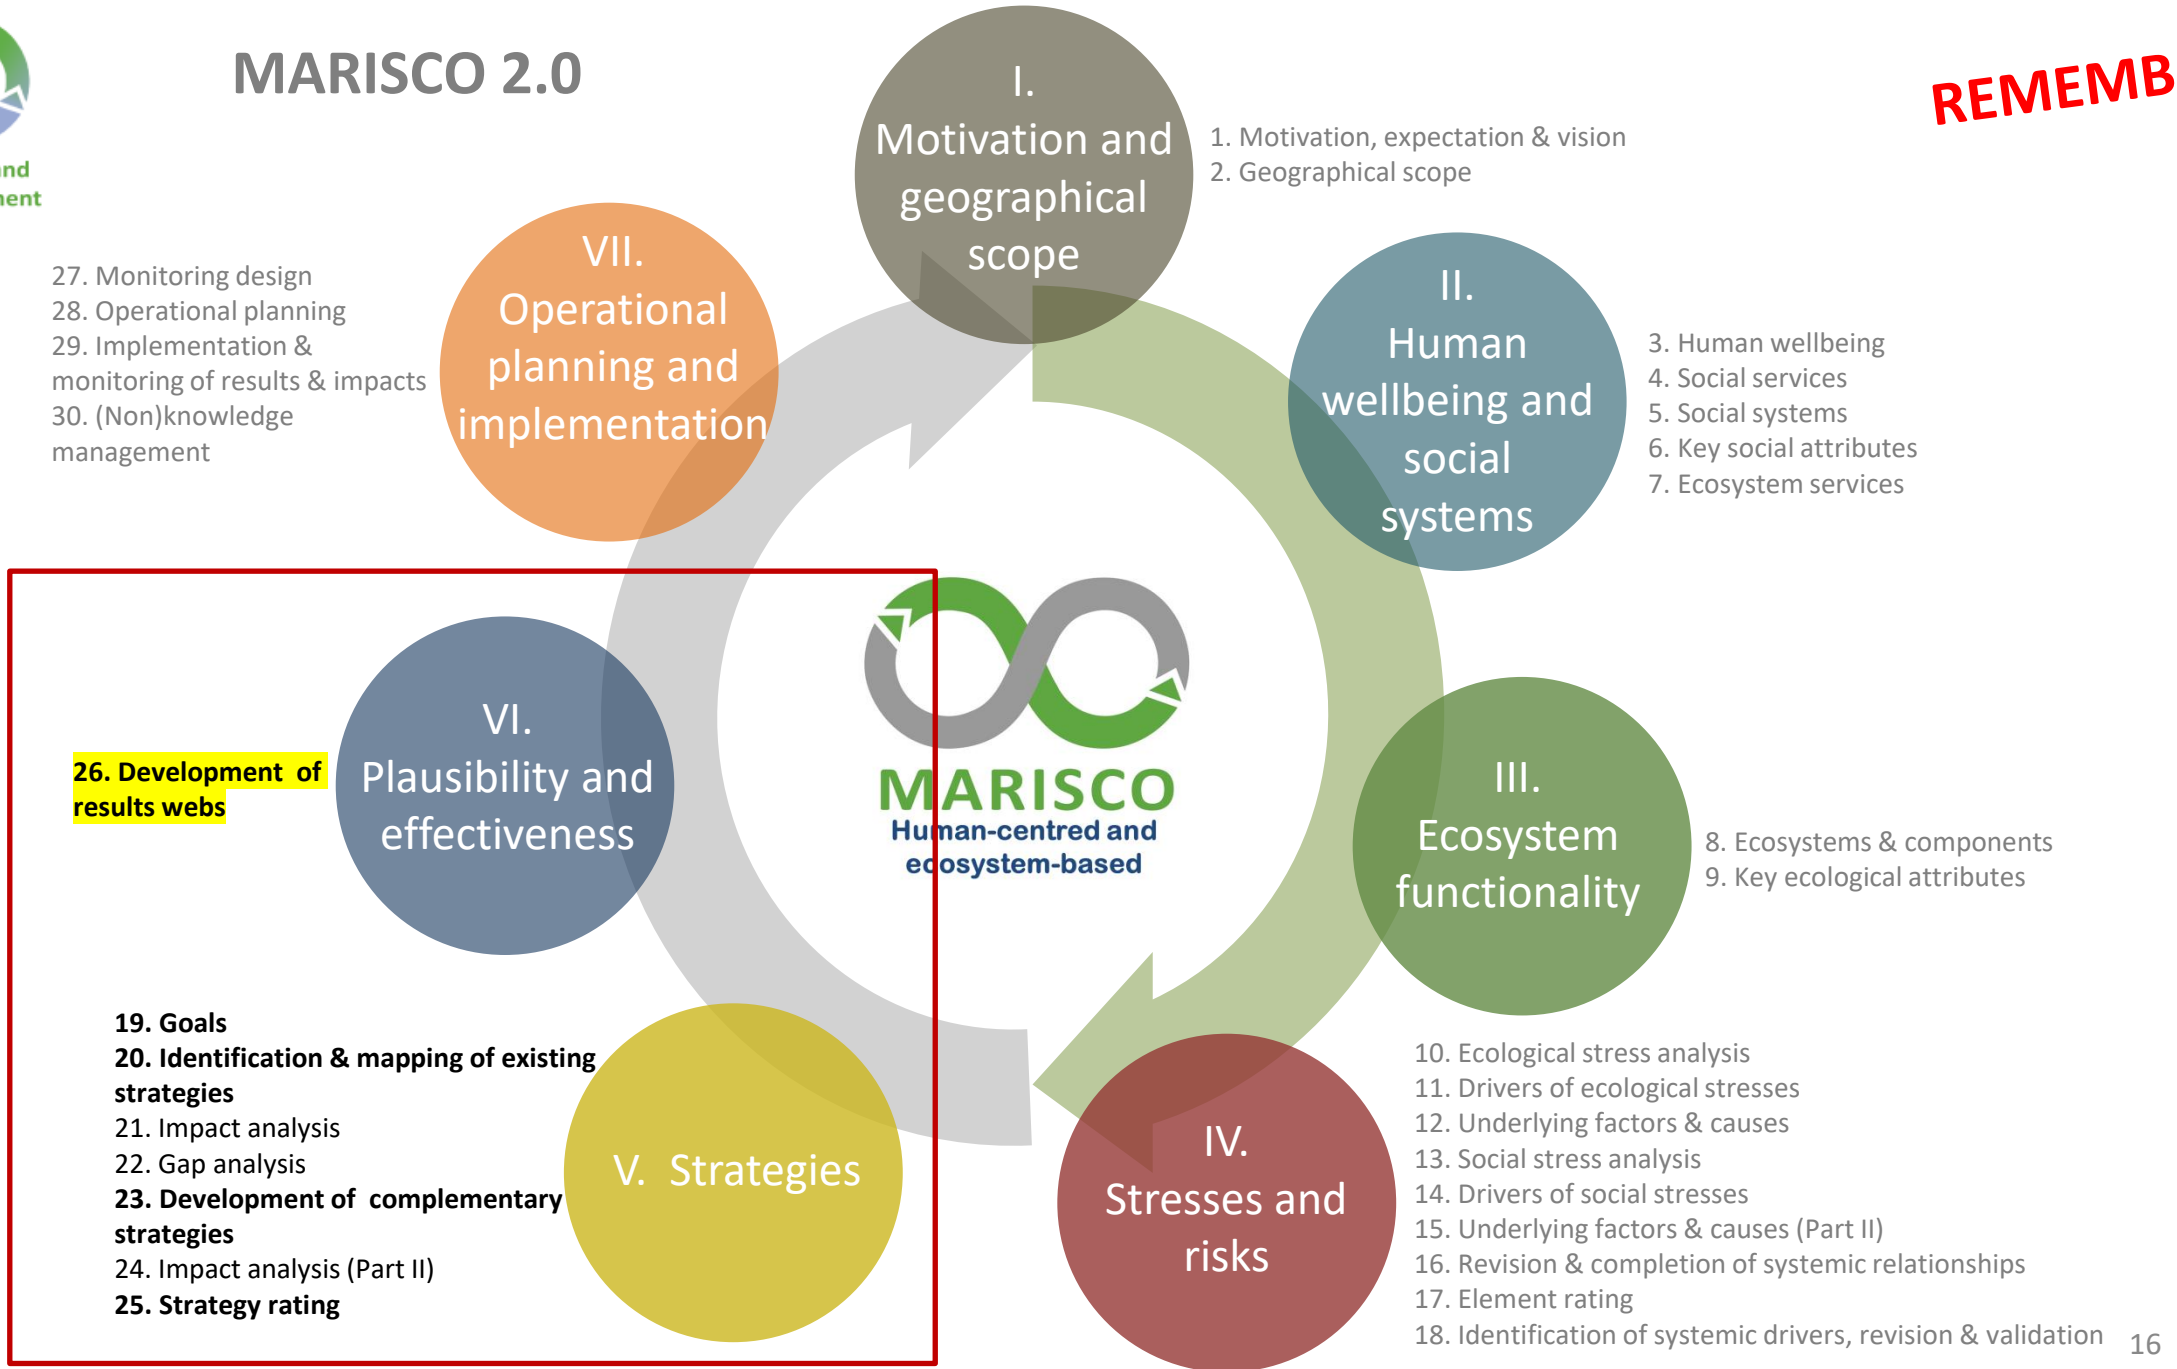 MARISCO 2.0
REMEMB
nd
nent
I.
Motivation and
geographical
scope
1. Motivation, expectation & vision
2. Geographical scope
II.
Human
wellbeing and
social
systems
3. Human wellbeing
4. Social services
5. Social systems
6. Key social attributes
7. Ecosystem services
III.
Ecosystem
functionality
8. Ecosystems & components
9. Key ecological attributes
IV.
Stresses and
risks
10. Ecological stress analysis
11. Drivers of ecological stresses
12. Underlying factors & causes
13. Social stress analysis
14. Drivers of social stresses
15. Underlying factors & causes (Part II)
16. Revision & completion of systemic relationships
17. Element rating
18. Identification of systemic drivers, revision & validation
V. Strategies
19. Goals
20. Identification & mapping of existing
strategies
21. Impact analysis
22. Gap analysis
23. Development of complementary
strategies
24. Impact analysis (Part II)
25. Strategy rating
VI.
Plausibility and
effectiveness
26. Development of
results webs
VII.
Operational
planning and
implementation
27. Monitoring design
28. Operational planning
29. Implementation &
monitoring of results & impacts
30. (Non)knowledge
management
MARISCO
Human-centred and
ecosystem-based
16